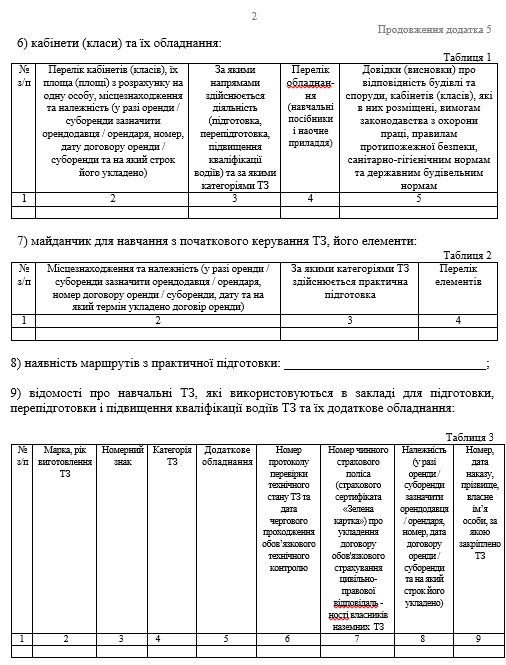 2
Продовження додатка 5
6) кабінети (класи) та їх обладнання:
Таблиця 1
№
з/п
Перелік кабінетів (класів), їх
площа (площі) з розрахунку на
одну особу, місцезнаходження
та належність (у разі оренди /
суборенди зазначити
орендодавця / орендаря, номер,
дату договору оренди /
суборенди та на який строк
його укладено)
За якими
напрямами
здійснюється
діяльність
(підготовка,
перепідготовка,
підвищення
кваліфікації
водіїв) та за якими
категоріями ТЗ
Перелік
обладнан-
ня
(навчальні
посібники
і наочне
приладдя)
Довідки (висновки) про
відповідність будівлі та
споруди, кабінетів (класів), які
в них розміщені, вимогам
законодавства з охорони
праці, правилам
протипожежної безпеки,
санітарно-гігієнічним нормам
та державним будівельним
нормам
1 2 3 4 5
7) майданчик для навчання з початкового керування ТЗ, його елементи:
Таблиця 2
№
з/п
Місцезнаходження та належність (у разі оренди /
суборенди зазначити орендодавця / орендаря,
номер договору оренди / суборенди, дату та на
який термін укладено договір оренди)
За якими категоріями ТЗ
здійснюється практична
підготовка
Перелік
елементів
1 2 3 4
8) наявність маршрутів з практичної підготовки: ______________________________;
9) відомості про навчальні ТЗ, які використовуються в закладі для підготовки,
перепідготовки і підвищення кваліфікації водіїв ТЗ та їх додаткове обладнання:
Таблиця 3
№
з/п
Марка, рік
виготовлення
ТЗ
Номерний
знак
Категорія
ТЗ
Додаткове
обладнання
Номер
протоколу
перевірки
технічного
стану ТЗ та
дата
чергового
проходження
обов’язкового
технічного
контролю
Номер чинного
страхового
поліса
(страхового
сертифіката
«Зелена
картка») про
укладення
договору
обов'язкового
страхування
цивільно-
правової
відповідаль -
ності власників
наземних ТЗ
Належність
(у разі
оренди /
суборенди
зазначити
орендодавця
/ орендаря,
номер, дата
договору
оренди /
суборенди
та на який
строк його
укладено)
Номер,
дата
наказу,
прізвище,
власне
ім’я
особи, за
якою
закріплено
ТЗ
1 2 3 4 5 6 7 8 9